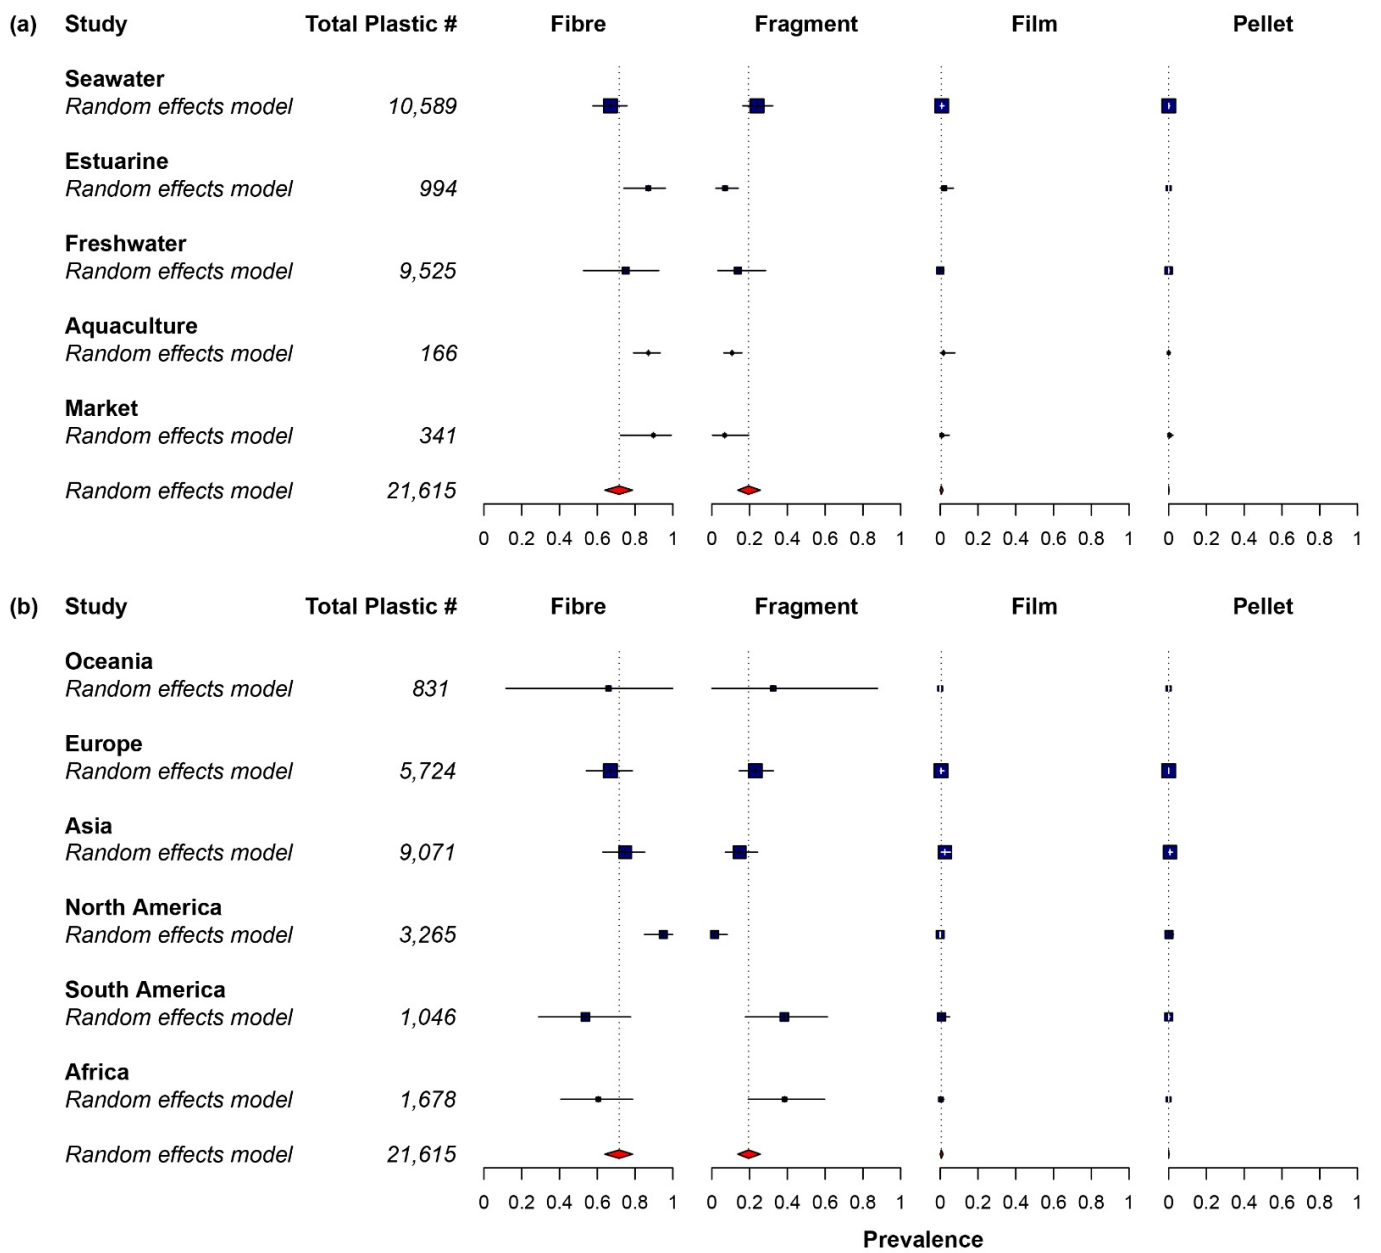 (a) Study Total Plastic # Fibre Fragment Film Pellet
Seawater
Random effects model 10,589
Estuarine
Random effects model 994
Freshwater
Random effects model 9,525
Aquaculture
Random effects model 166
Market
Random effects model 341
Random effects model 21,615
0 0.2 0.4 0.6 0.8 1 0 0.2 0.4 0.6 0.8 1 0 0.2 0.4 0.6 0.8 1 0 0.2 0.4 0.6 0.8 1
(b) Study Total Plastic # Fibre Fragment Film Pellet
Oceania
Random effects model 831
Europe
Random effects model 5,724
Asia
Random effects model 9,071
North America
Random effects model 3,265
South America
Random effects model 1,046
Africa
Random effects model 1,678
Random effects model 21,615
0 0.2 0.4 0.6 0.8 1 0 0.2 0.4 0.6 0.8 1 0 0.2 0.4 0.6 0.8 1 0 0.2 0.4 0.6 0.8 1
Prevalence